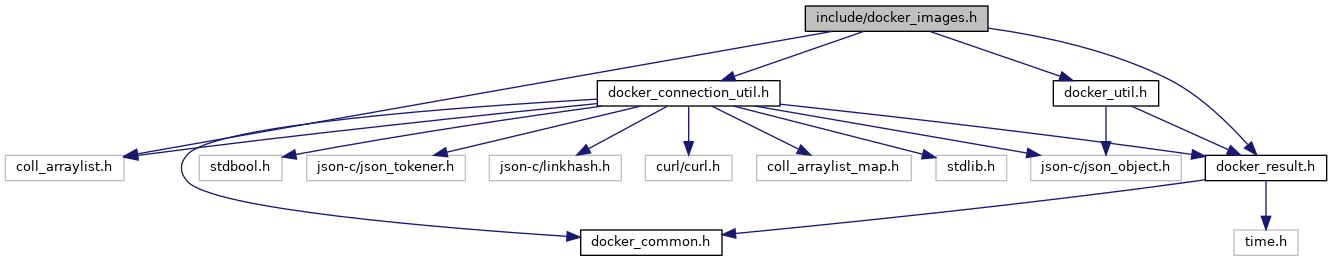 include/docker_images.h
docker_connection_util.h
docker_util.h
coll_arraylist.h
stdbool.h
json-c/json_tokener.h
json-c/linkhash.h
curl/curl.h
coll_arraylist_map.h
stdlib.h
json-c/json_object.h
docker_result.h
docker_common.h
time.h